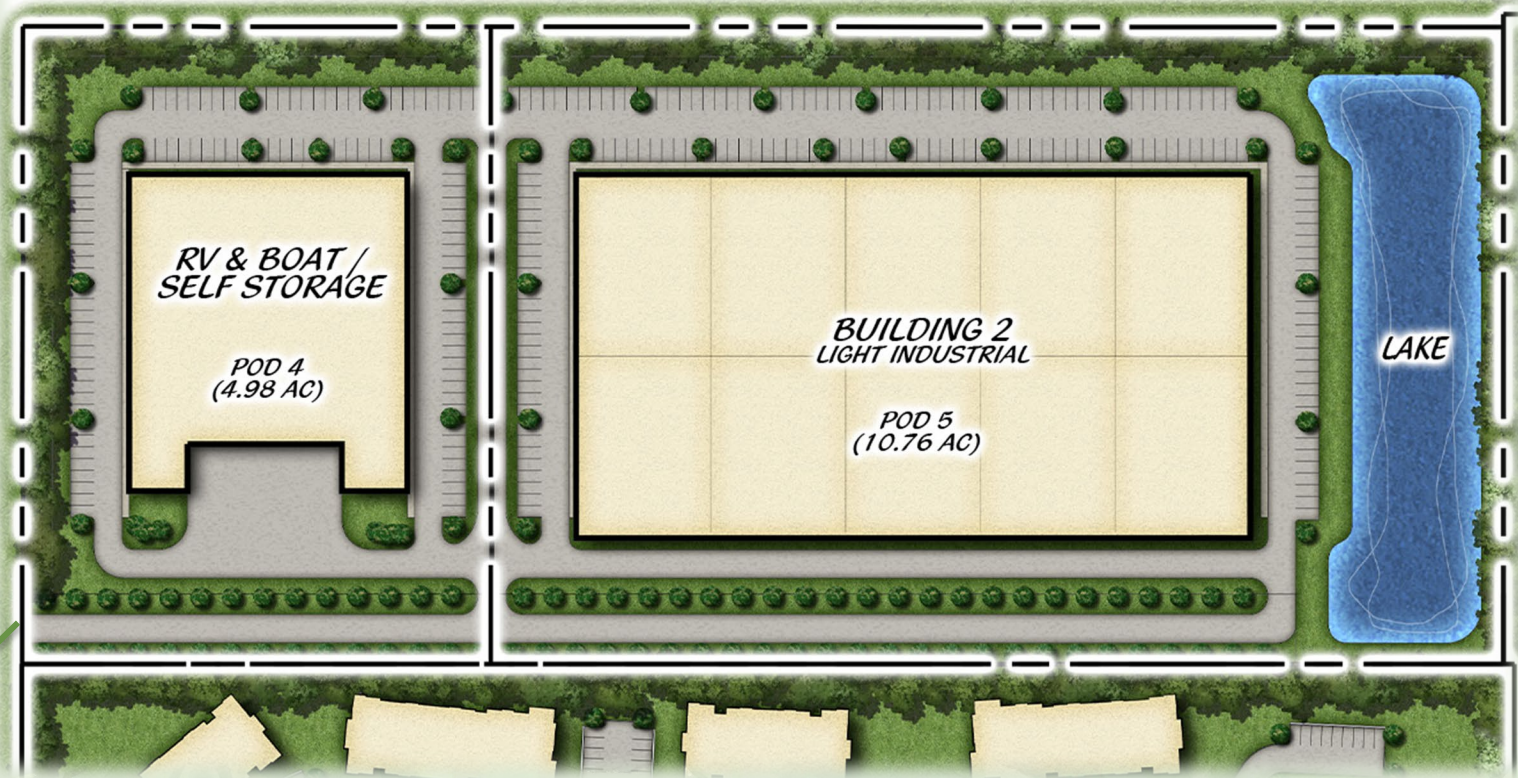 RV & BOAT /
SELF STORAGE
POD 4
(4.98 AC)
BUILDING 2
LIGHT INDUSTRIAL
POD 5
(10.76 AC)
LAKE